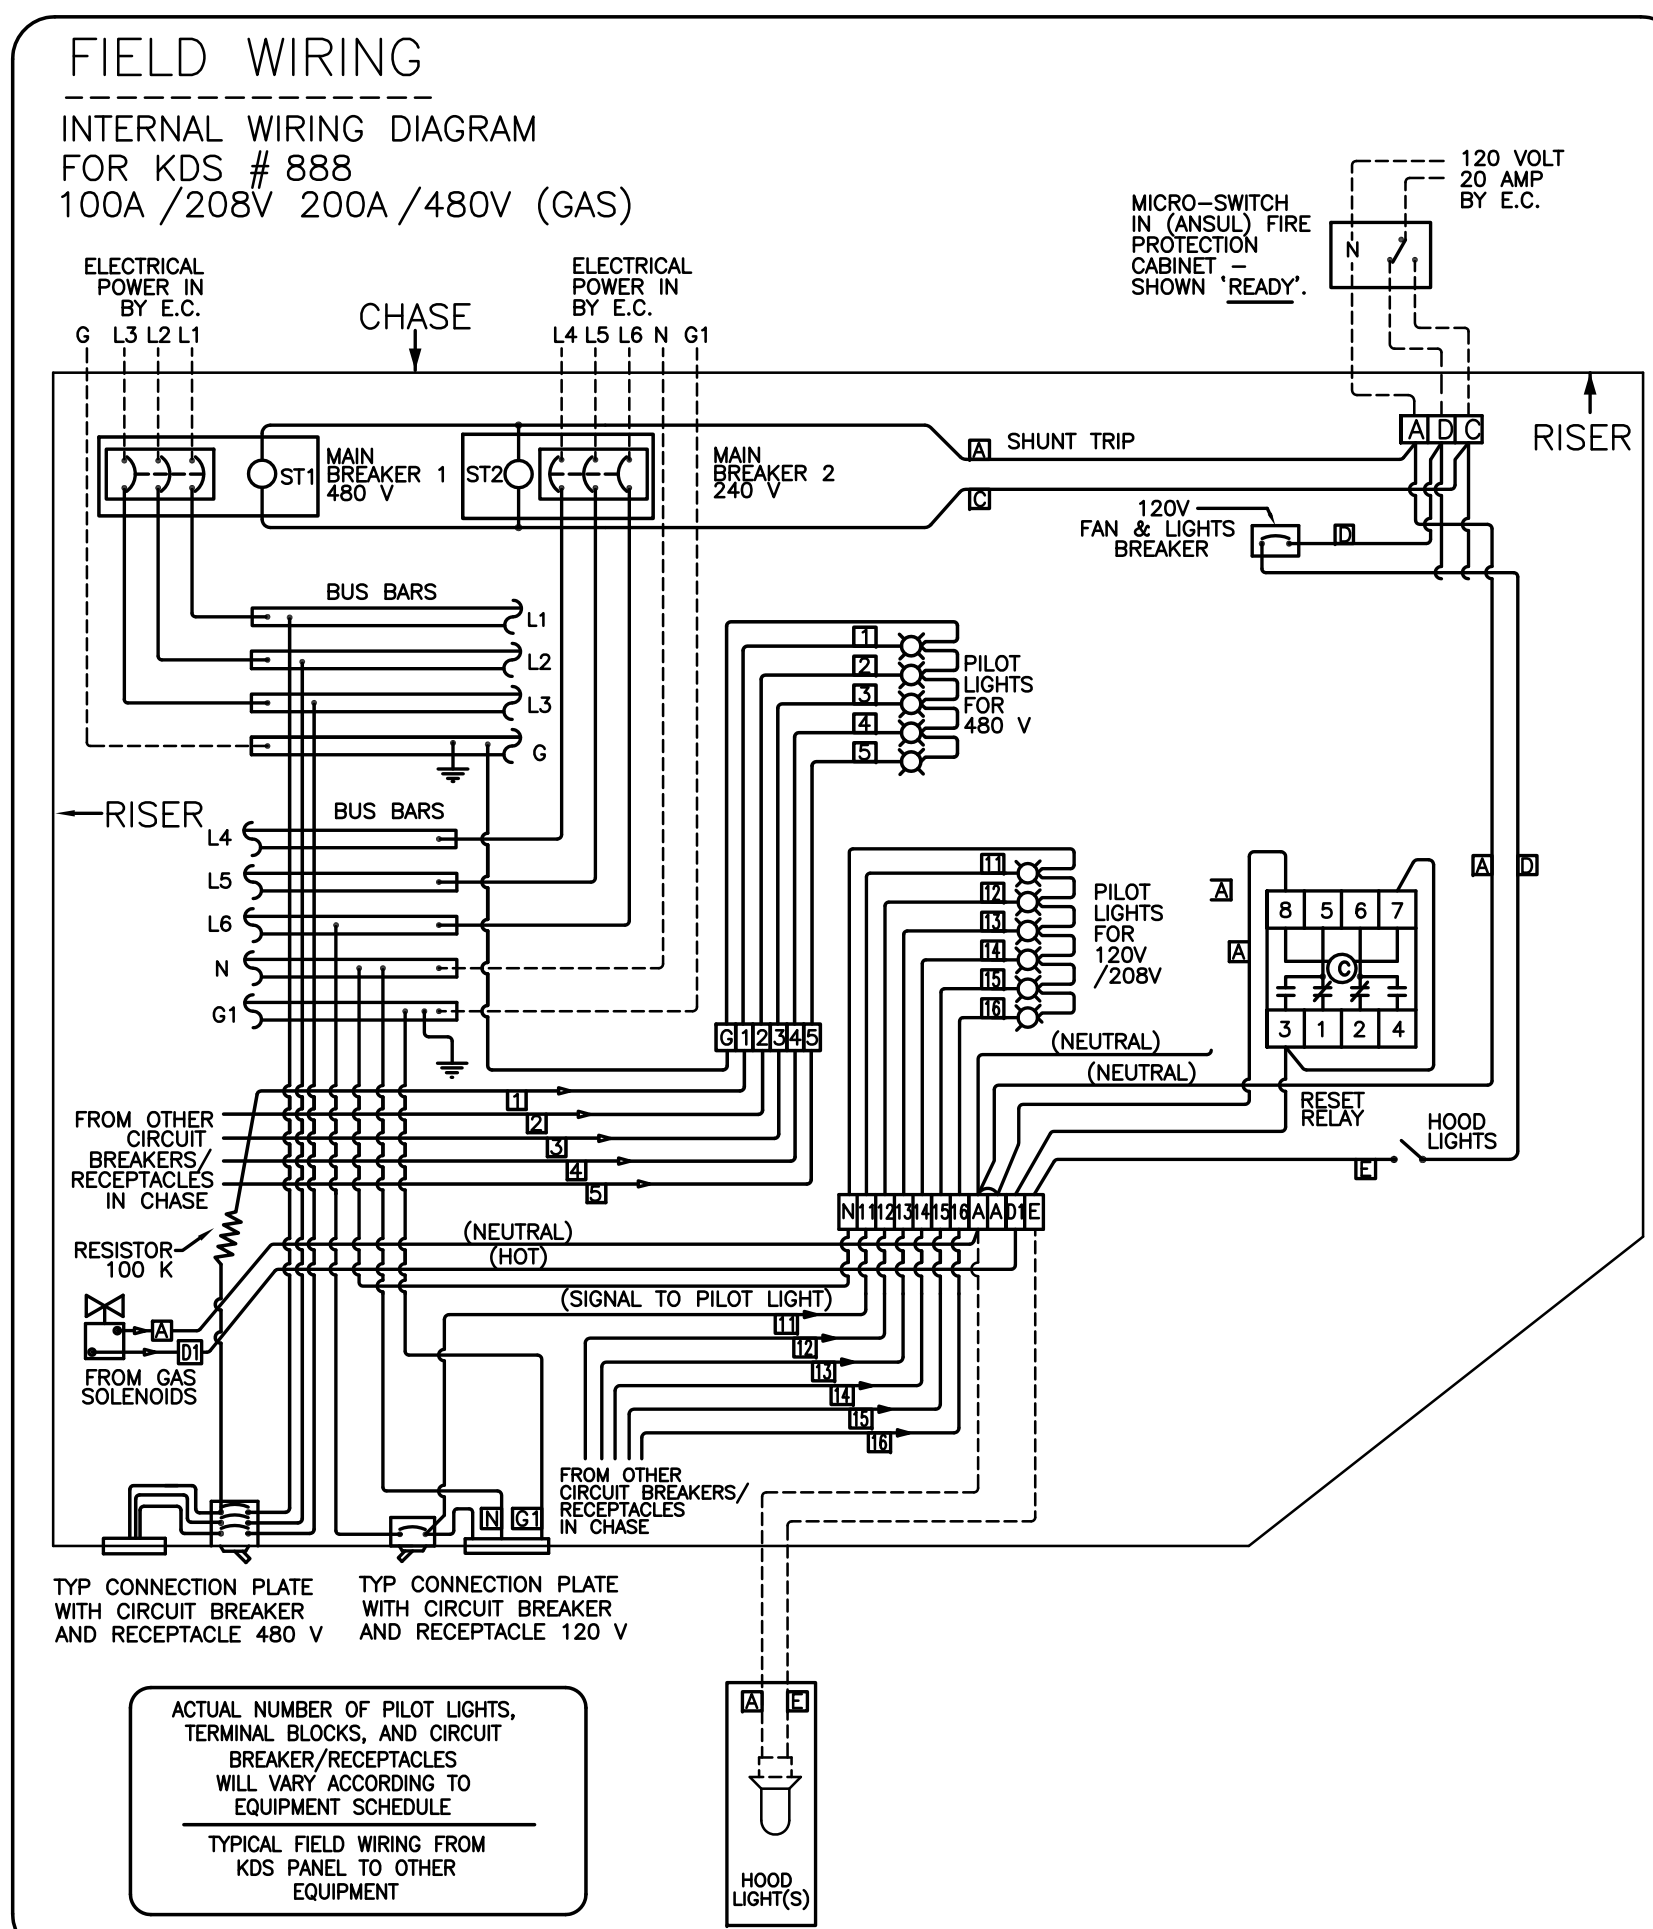 FIELD WIRING
INTERNAL WIRING DIAGRAM
FOR KDS # 888
100A /208V 200A /480V (GAS)
120 VOLT
20 AMP
BY E.C.
MICRO-SWITCH
IN (ANSUL) FIRE
PROTECTION
CABINET -
SHOWN 'READY'.
N
ELECTRICAL
POWER IN
BY E.C.
G L3 L2 L1
CHASE
ELECTRICAL
POWER IN
BY E.C.
L4 L5 L6 N G1
RISER
A D C
ST1
MAIN
BREAKER 1
480 V
ST2
MAIN
BREAKER 2
240 V
A
SHUNT TRIP
C
120V
FAN & LIGHTS
BREAKER
D
BUS BARS
L1
L2
L3
G
1
2
3
4
5
PILOT
LIGHTS
FOR
480 V
RISER
BUS BARS
L4
L5
L6
N
G1
11
12
13
14
15
16
PILOT
LIGHTS
FOR
120V
/208V
A
A
A
D
8 5 6 7
C
3 1 2 4
RESET
RELAY
G 1 2 3 4 5
(NEUTRAL)
(NEUTRAL)
HOOD
LIGHTS
E
1
2
3
4
5
FROM OTHER
CIRCUIT
BREAKERS/
RECEPTACLES
IN CHASE
N 11 12 13 14 15 16 A A D1 E
RESISTOR
100 K
(NEUTRAL)
(HOT)
(SIGNAL TO PILOT LIGHT)
A
D1
FROM GAS
SOLENOIDS
11
12
13
14
15
16
FROM OTHER
CIRCUIT BREAKERS/
RECEPTACLES
IN CHASE
N G1
TYP CONNECTION PLATE
WITH CIRCUIT BREAKER
AND RECEPTACLE 480 V
TYP CONNECTION PLATE
WITH CIRCUIT BREAKER
AND RECEPTACLE 120 V
ACTUAL NUMBER OF PILOT LIGHTS,
TERMINAL BLOCKS, AND CIRCUIT
BREAKER/RECEPTACLES
WILL VARY ACCORDING TO
EQUIPMENT SCHEDULE
TYPICAL FIELD WIRING FROM
KDS PANEL TO OTHER
EQUIPMENT
A E
HOOD
LIGHT(S)